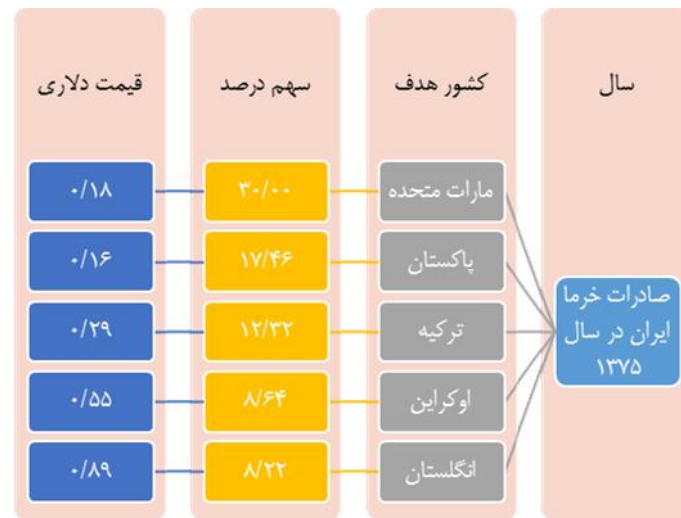 سال
کشور هدف
سهم درصد
قیمت دلاری
صادرات خرما
ایران در سال
۱۳۷۵
مارات متحده
۳۰/۰۰
۰/۱۸
پاکستان
۱۷/۴۶
۰/۱۶
ترکیه
۱۲/۳۲
۰/۲۹
اوکراین
۸/۶۴
۰/۵۵
انگلستان
۸/۲۲
۰/۸۹